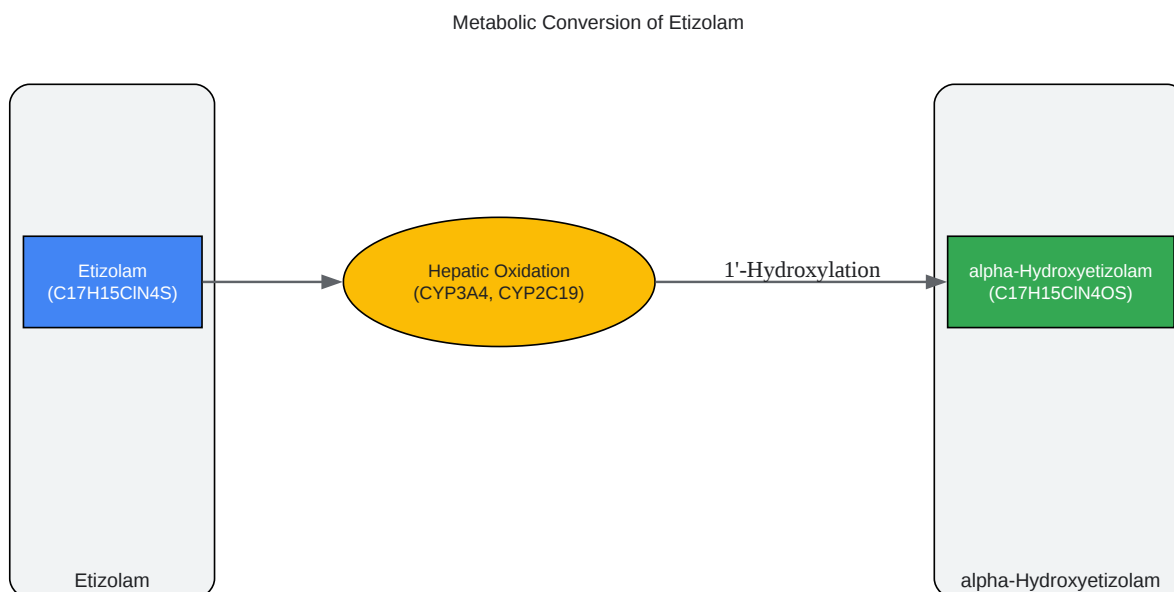 Metabolic Conversion of Etizolam
Etizolam
(C17H15ClN4S)
Hepatic Oxidation
(CYP3A4, CYP2C19)
1'-Hydroxylation
alpha-Hydroxyetizolam
(C17H15ClN4OS)
Etizolam
alpha-Hydroxyetizolam